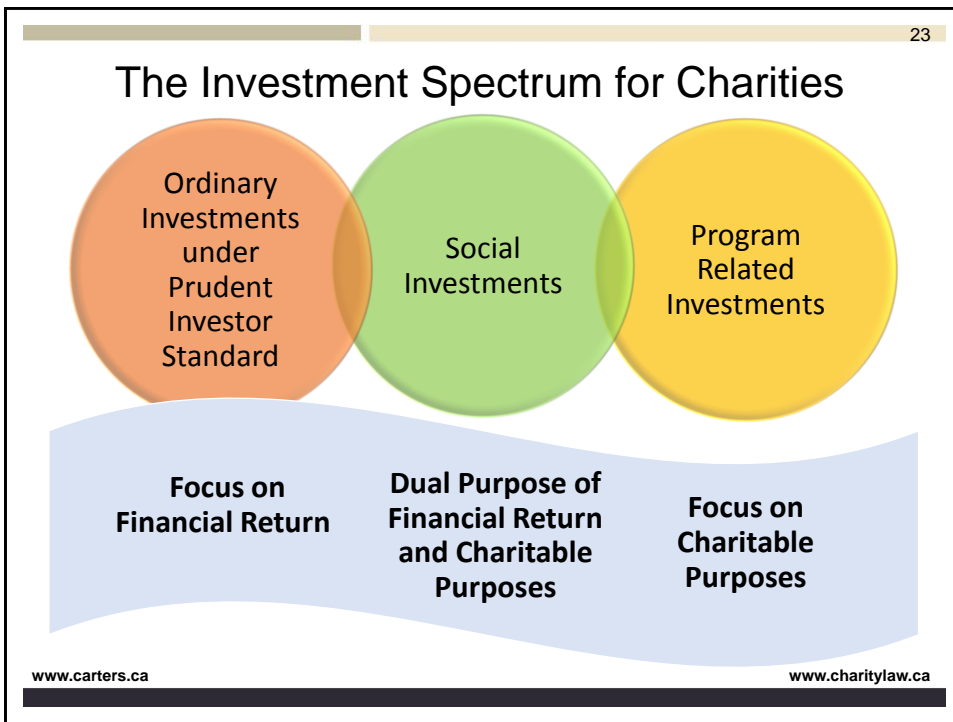 23
The Investment Spectrum for Charities
Ordinary
Investments
under
Prudent
Investor
Standard
Social
Investments
Program
Related
Investments
Focus on
Financial Return
Dual Purpose of
Financial Return
and Charitable
Purposes
Focus on
Charitable
Purposes
www.carters.ca
www.charitylaw.ca